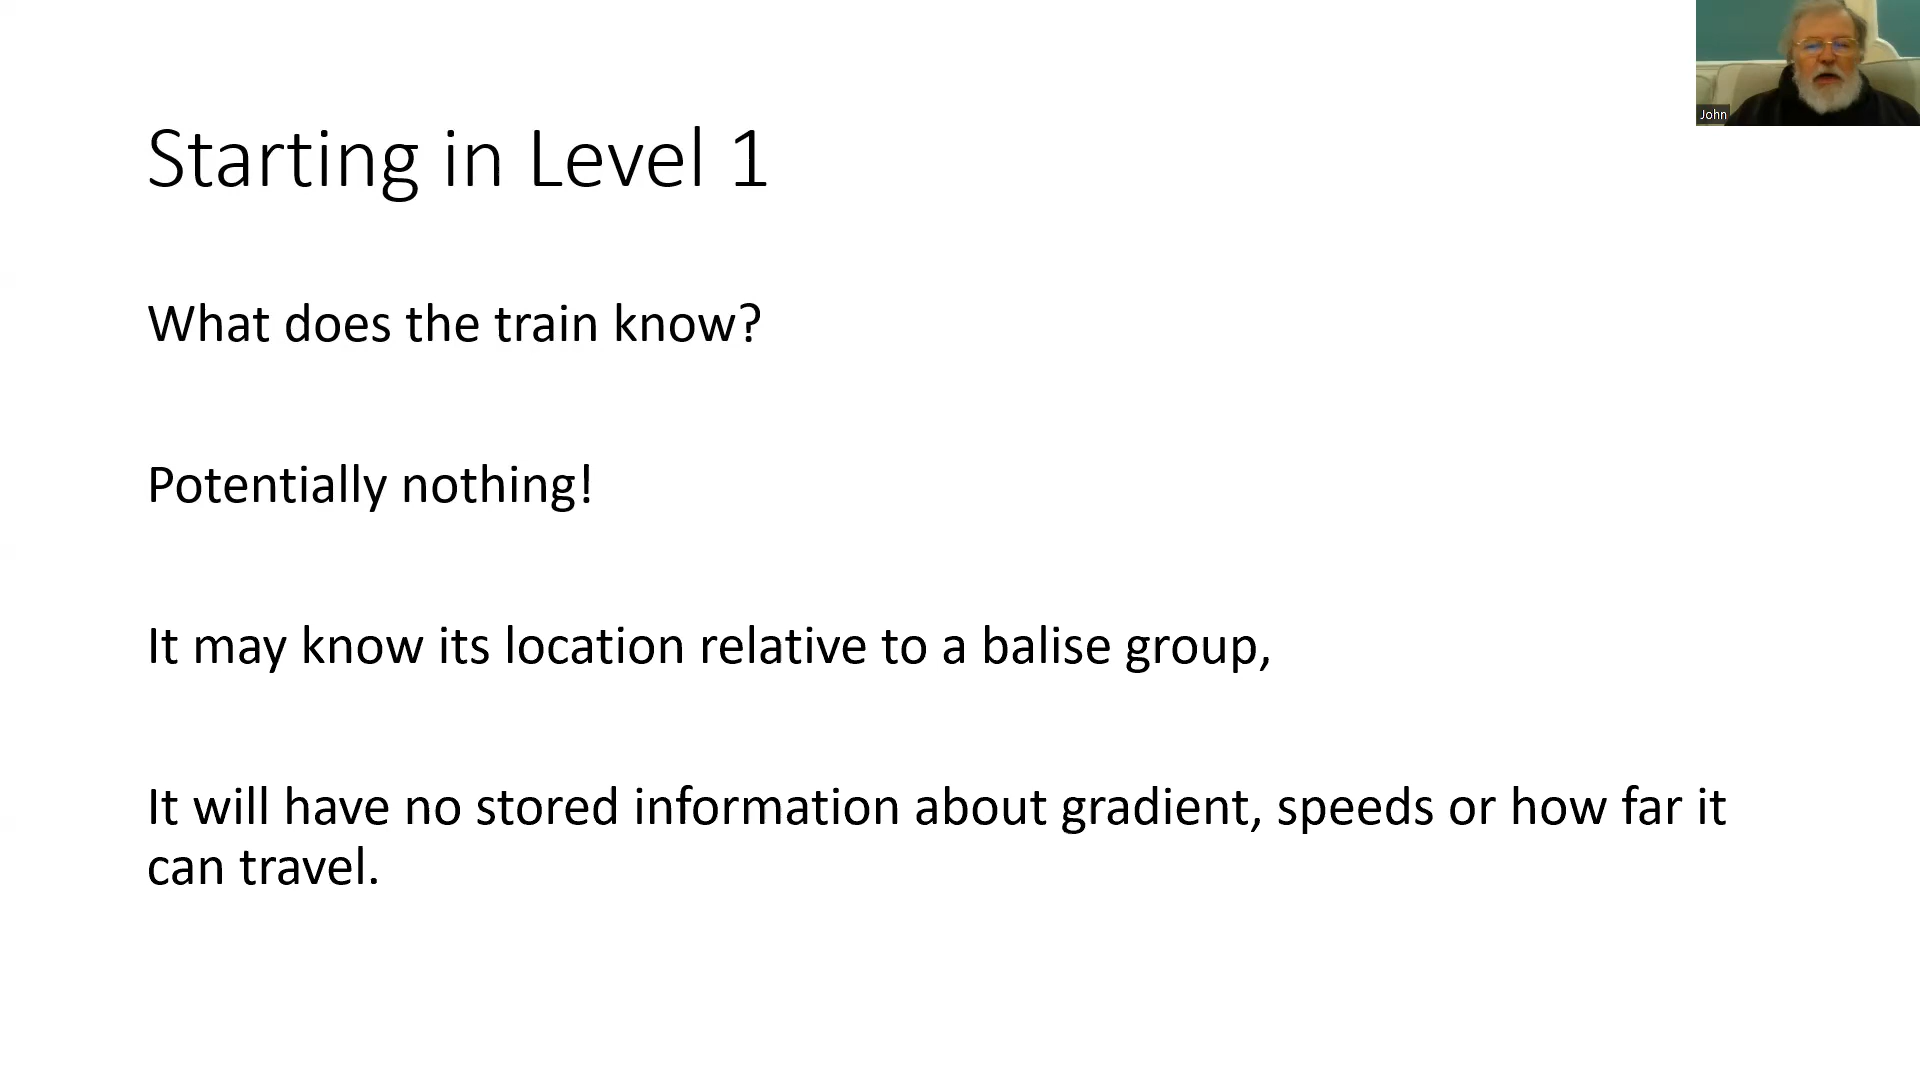 Starting in Level 1
What does the train know?
Potentially nothing!
It may know its location relative to a balise group,
It will have no stored information about gradient, speeds or how far it
can travel.
John